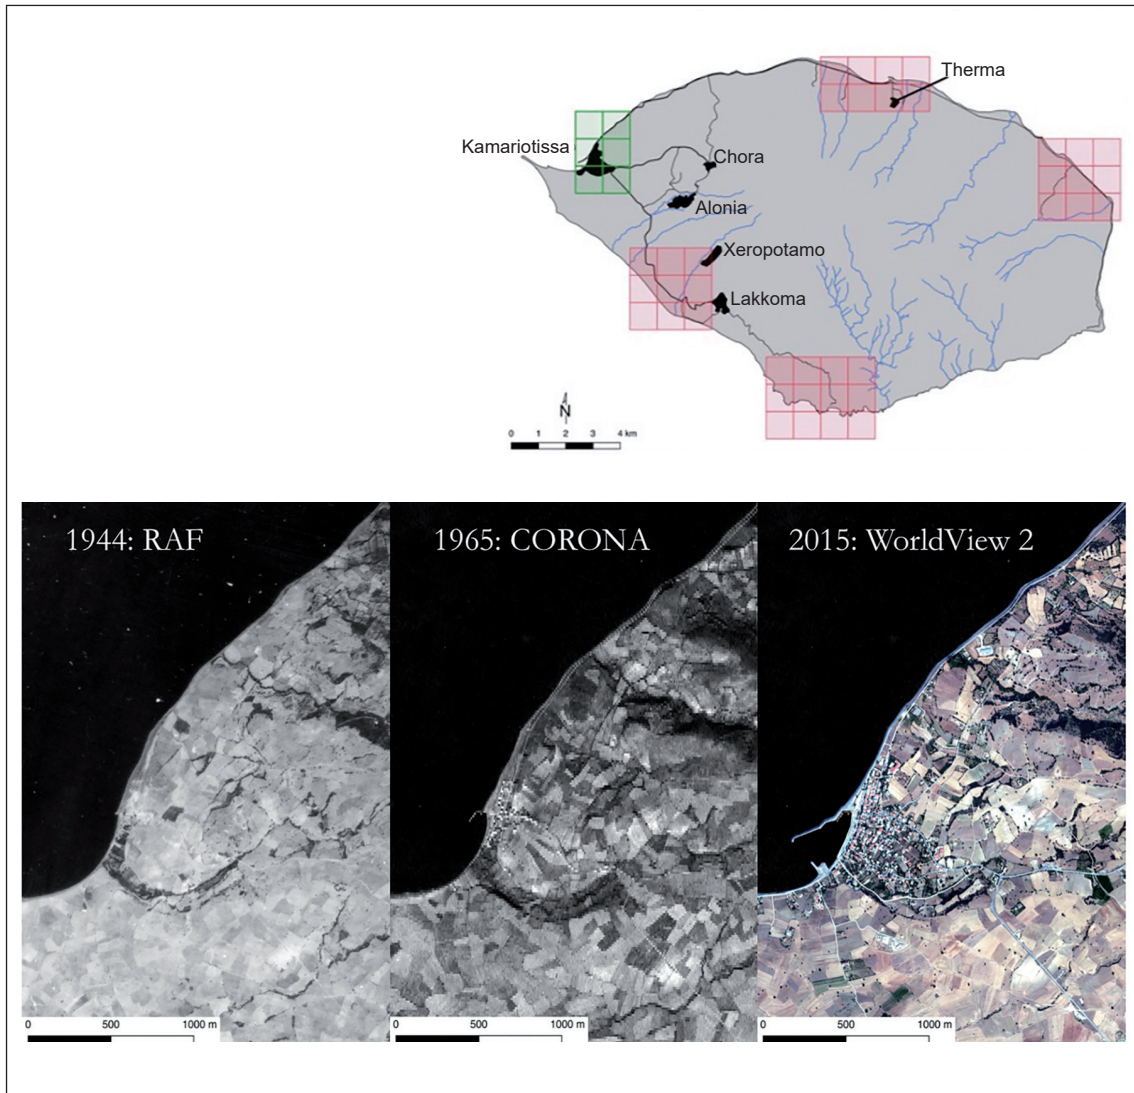 Therma
Kamariotissa
Chora
Alonia
Xeropotamo
Lakkoma
N
0 1 2 3 4 km
1944: RAF
1965: CORONA
2015: WorldView 2
0 500 1000 m
0 500 1000 m
0 500 1000 m